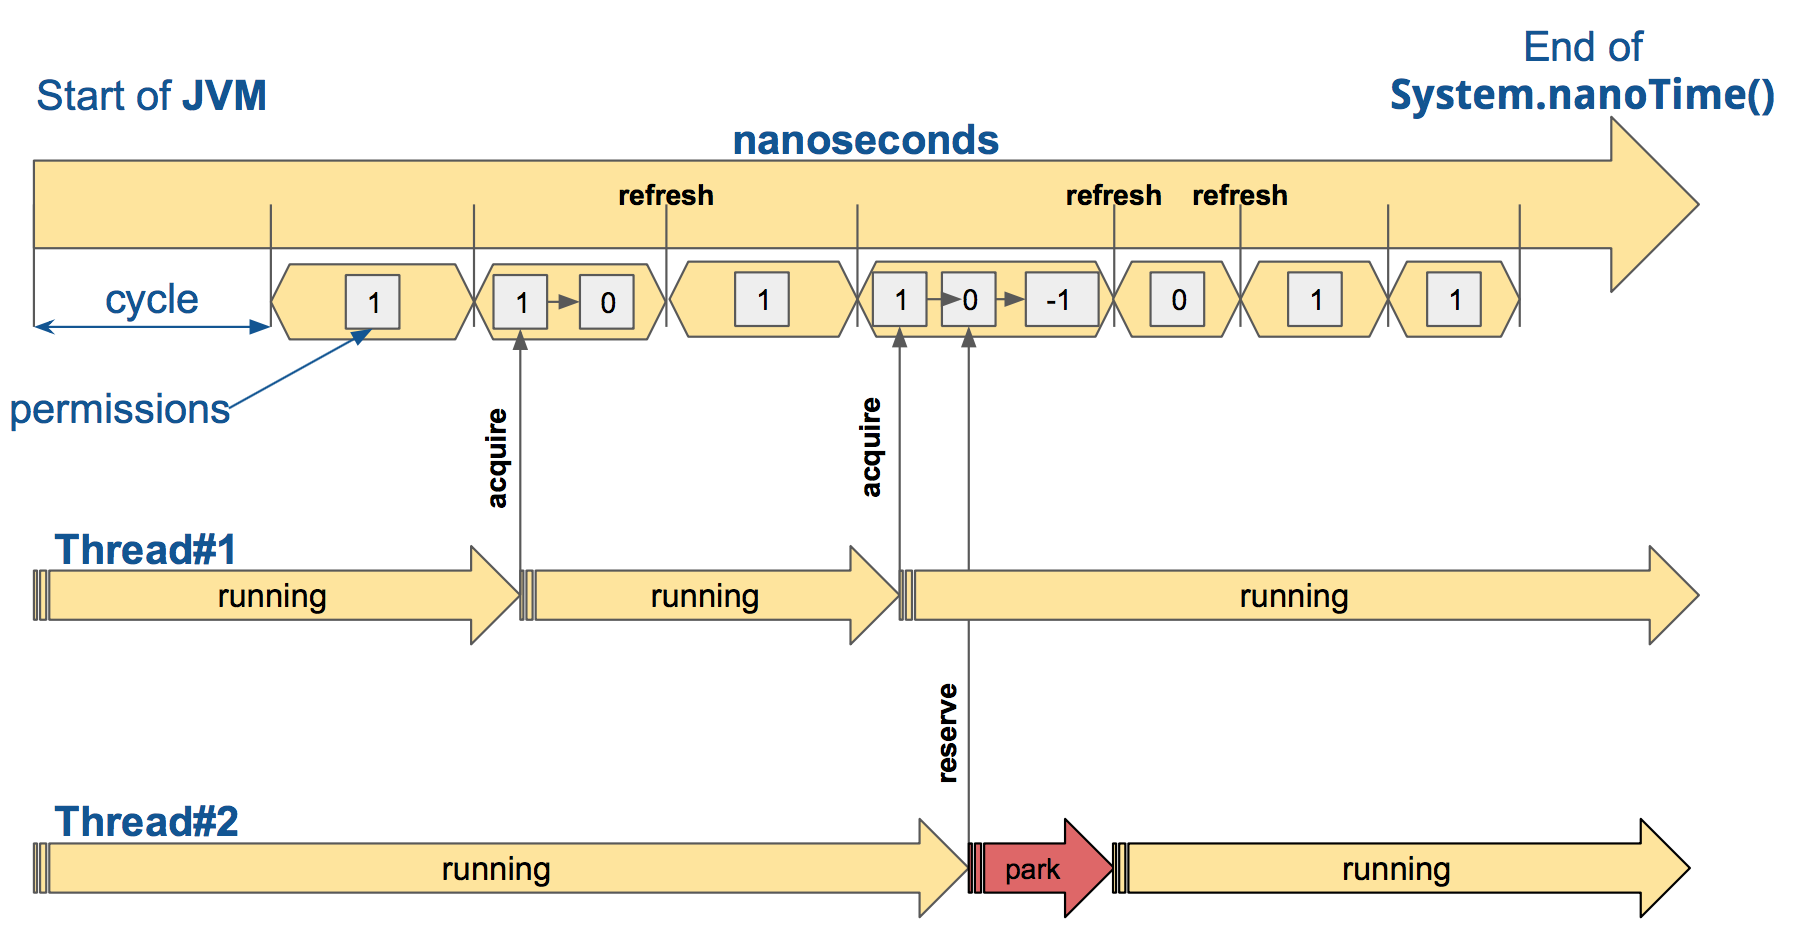 End of
System.nanoTime()
Start of JVM
nanoseconds
refresh
refresh
refresh
cycle
1
1
0
1
1
0
-1
0
1
1
permissions
acquire
acquire
Thread#1
running
running
running
reserve
Thread#2
running
park
running